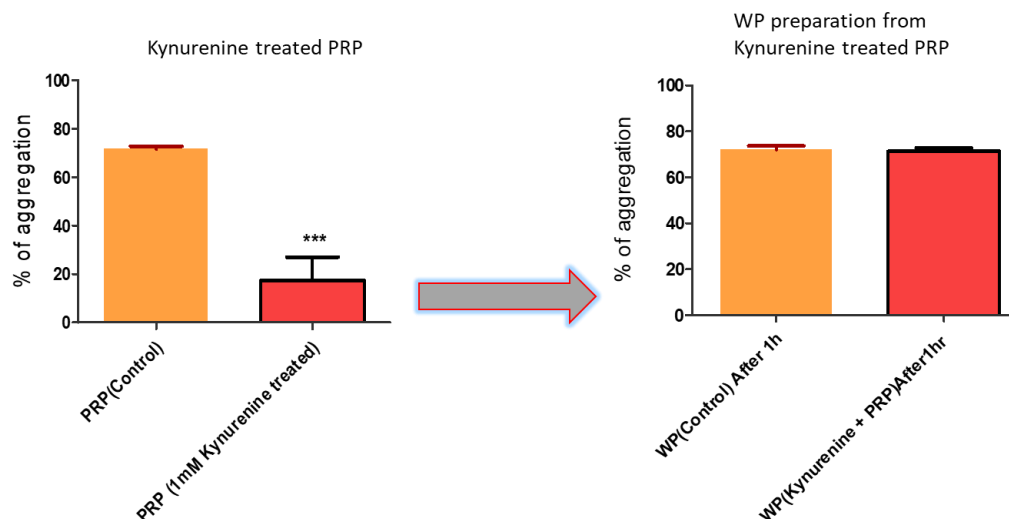 Kynurenine treated PRP
% of aggregation
100
80
60
40
20
0
***
PRP(Control)
PRP (1mM Kynurenine treated)
WP preparation from
Kynurenine treated PRP
% of aggregation
100
80
60
40
20
0
WP(Control) After 1h
WP(Kynurenine + PRP)After1hr